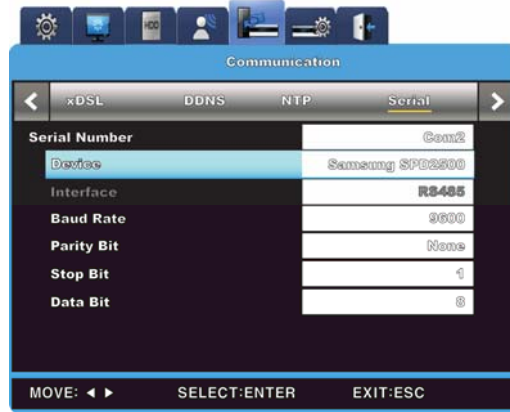 HDD
Communication
xDSL DDNS NTP Serial
Serial Number Com2
Device Samsung SPD2500
Interface RS485
Baud Rate 9600
Parity Bit None
Stop Bit 1
Data Bit 8
MOVE: ◄ ► SELECT:ENTER EXIT:ESC